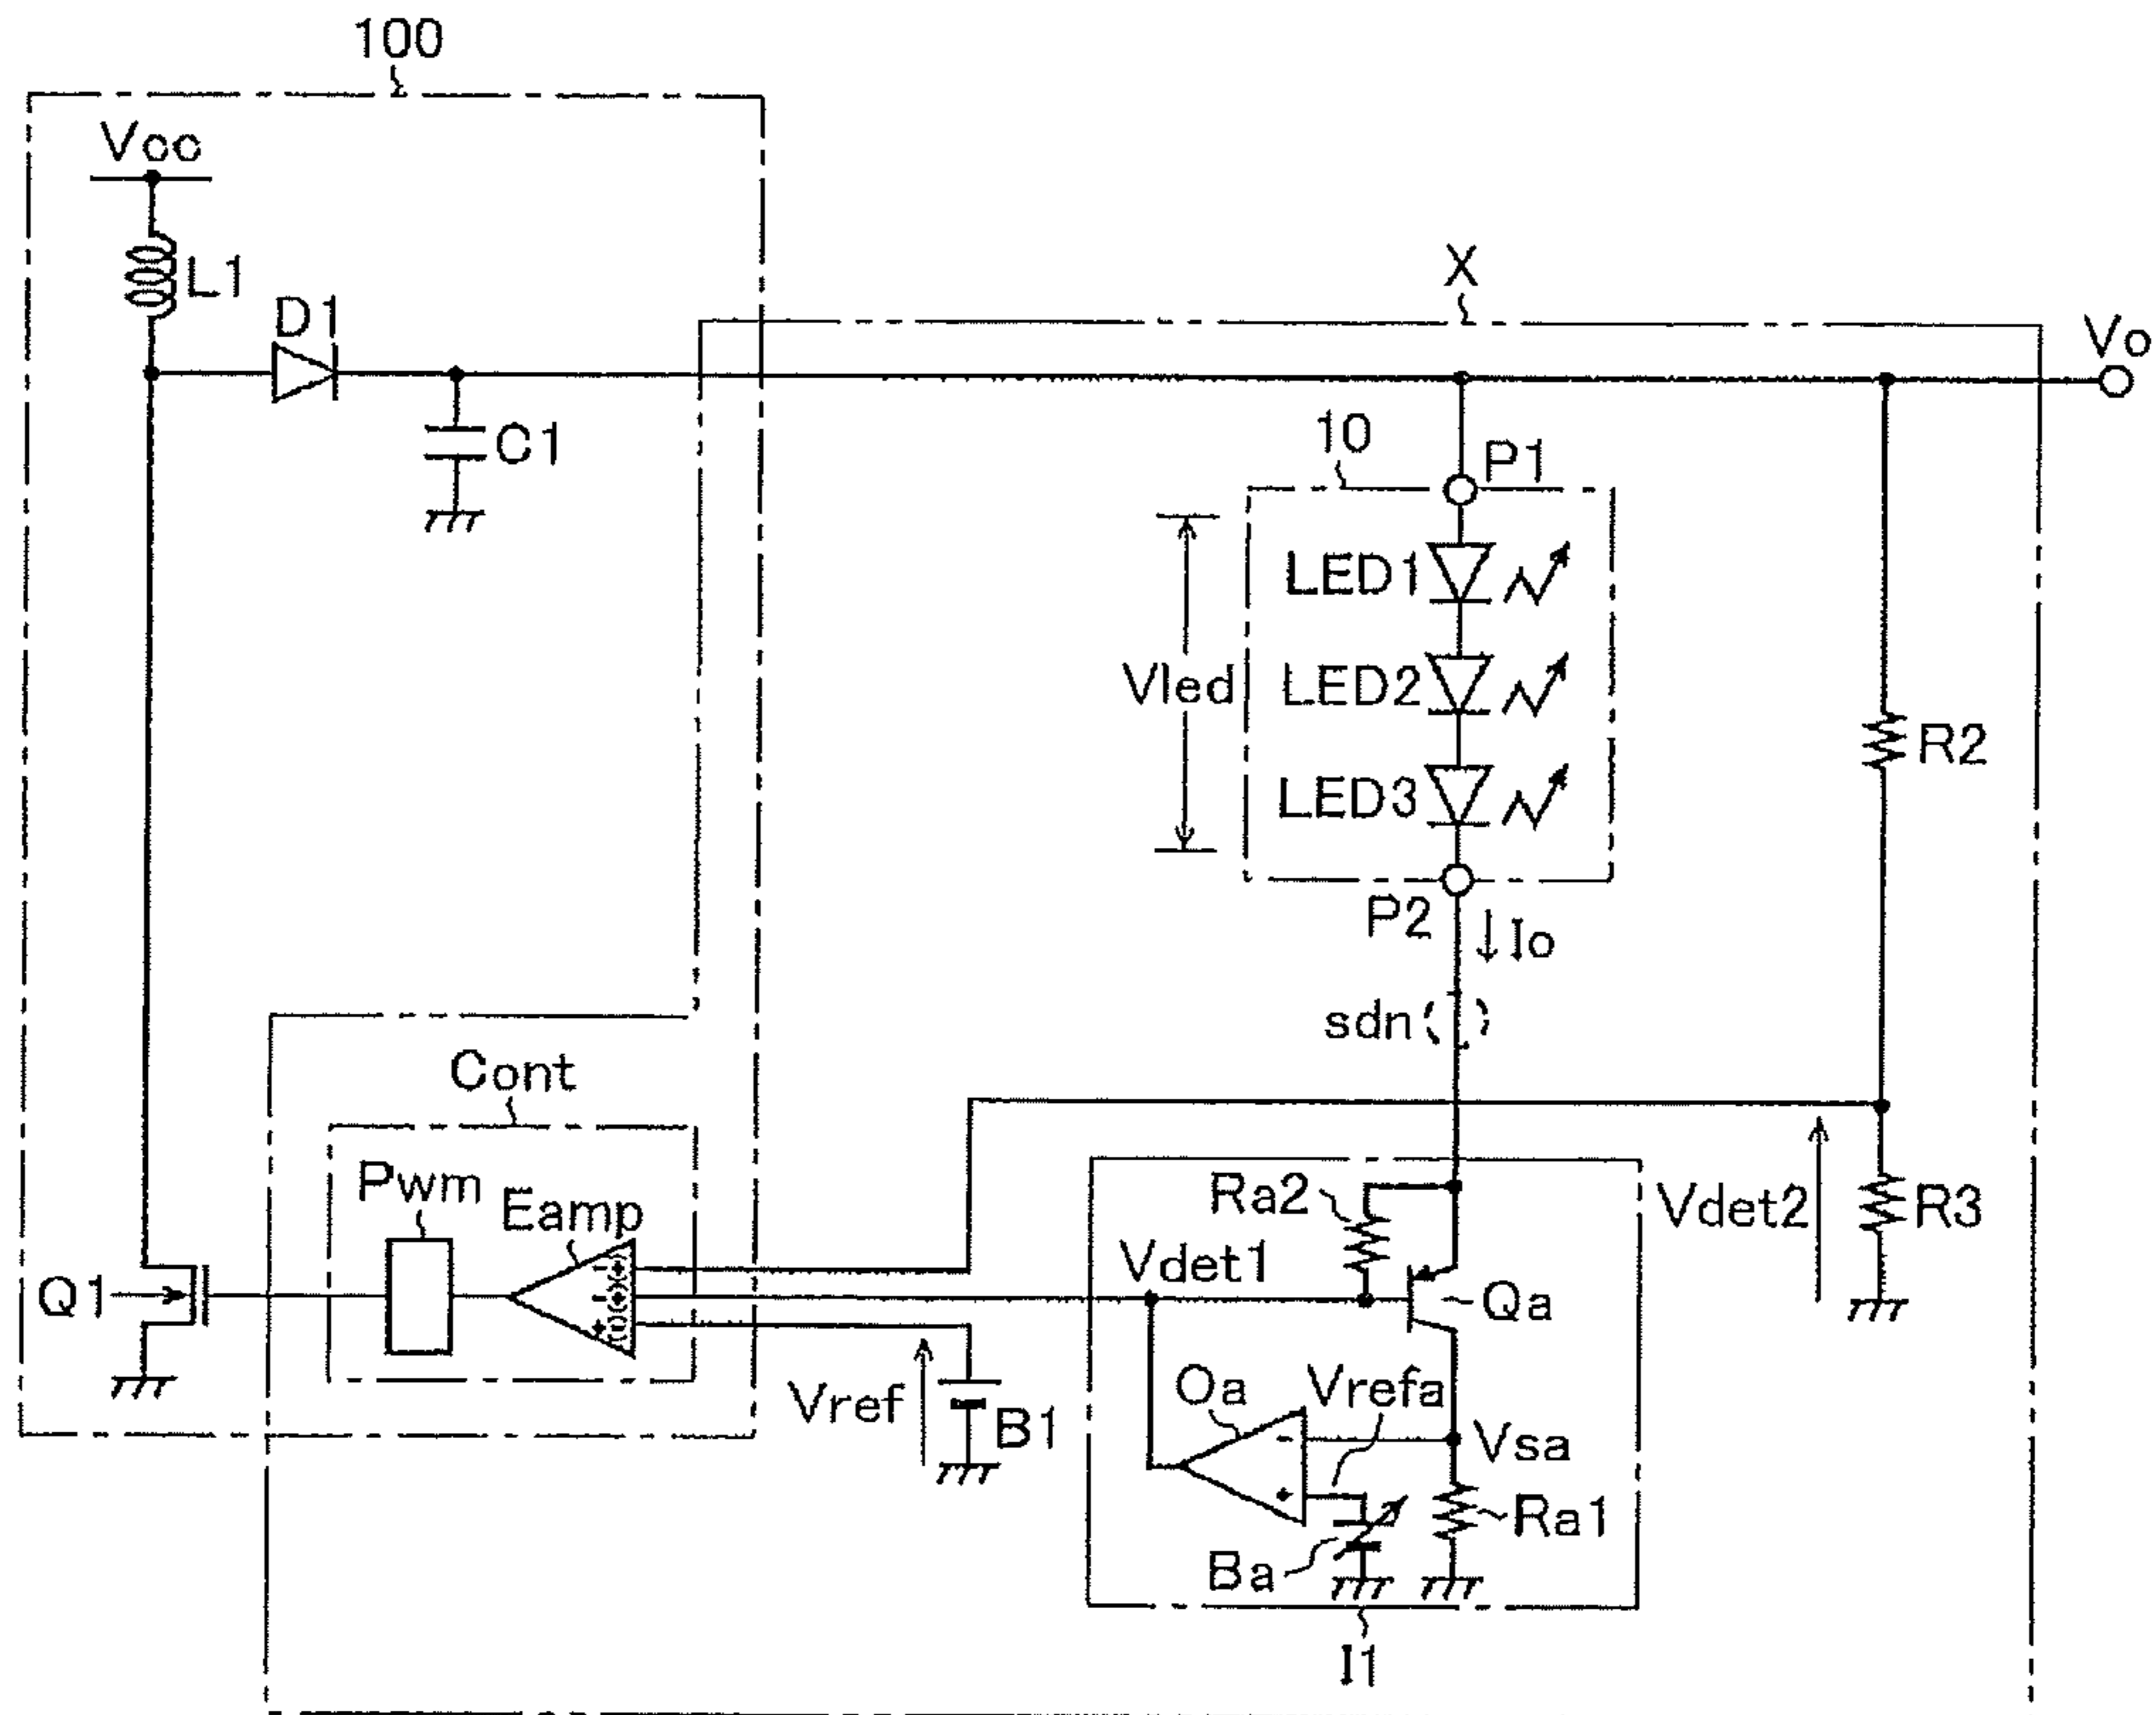 100
Vcc
L1
D1
C1
X
Vo
10
P1
LED1
Vled
LED2
LED3
R2
P2
Io
sdn
Cont
Pwm
Eamp
Ra2
Vdet2
R3
Vdet1
Q1
Qa
Vref
B1
Oa
Vrefa
Vsa
Ra1
Ba
I1